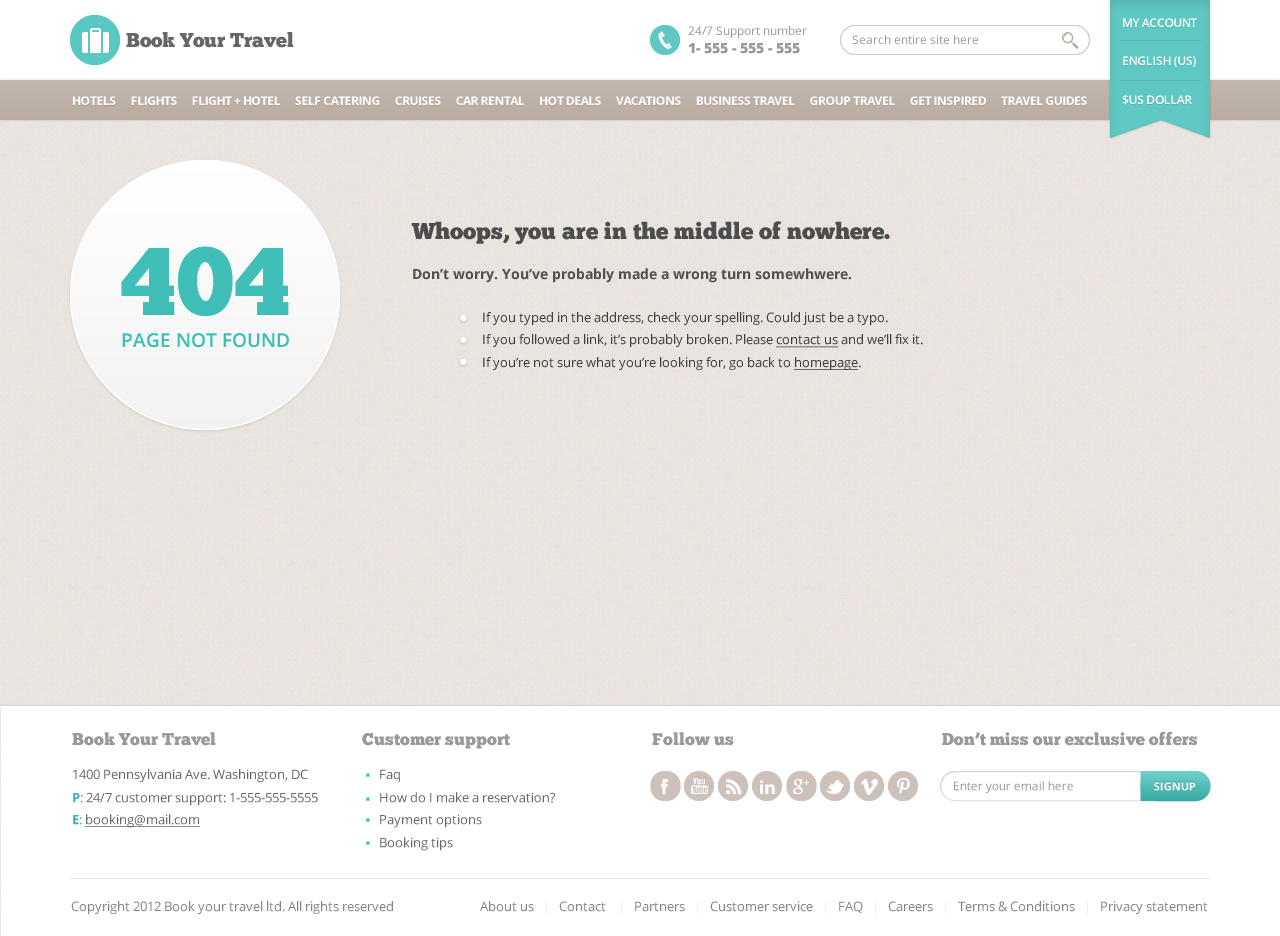 Book Your Travel
24/7 Support number
1- 555 - 555 - 555
Search entire site here
MY ACCOUNT
ENGLISH (US)
$US DOLLAR
HOTELS FLIGHTS FLIGHT + HOTEL SELF CATERING CRUISES CAR RENTAL HOT DEALS VACATIONS BUSINESS TRAVEL GROUP TRAVEL GET INSPIRED TRAVEL GUIDES
404
PAGE NOT FOUND
Whoops, you are in the middle of nowhere.
Don’t worry. You’ve probably made a wrong turn somewhwere.
If you typed in the address, check your spelling. Could just be a typo.
If you followed a link, it’s probably broken. Please contact us and we’ll fix it.
If you’re not sure what you’re looking for, go back to homepage.
Book Your Travel
1400 Pennsylvania Ave. Washington, DC
P: 24/7 customer support: 1-555-555-5555
E: booking@mail.com
Customer support
Faq
How do I make a reservation?
Payment options
Booking tips
Follow us
f You Tube in g+
Don’t miss our exclusive offers
Enter your email here SIGNUP
Copyright 2012 Book your travel ltd. All rights reserved
About us Contact Partners Customer service FAQ Careers Terms & Conditions Privacy statement